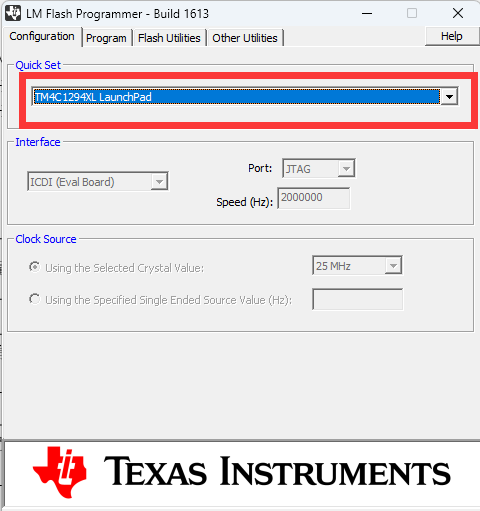 LM Flash Programmer - Build 1613
Configuration Program Flash Utilities Other Utilities Help
Quick Set
TM4C1294XL LaunchPad
Interface
Port: JTAG
ICDI (Eval Board)
Speed (Hz): 2000000
Clock Source
Using the Selected Crystal Value: 25 MHz
Using the Specified Single Ended Source Value (Hz):
TEXAS INSTRUMENTS